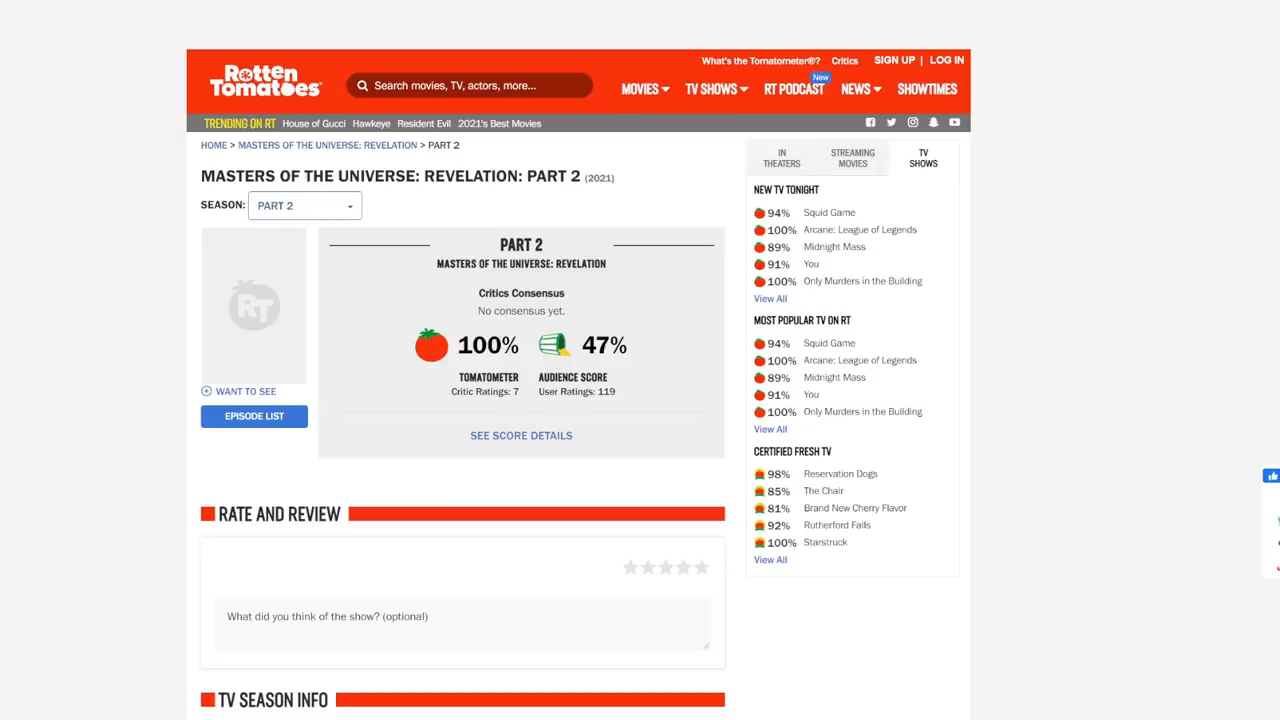 What's the Tomatometer®? Critics SIGN UP | LOG IN
Rotten Tomatoes
Search movies, TV, actors, more...
MOVIES TV SHOWS RT PODCAST New NEWS SHOWTIMES
TRENDING ON RT House of Gucci Hawkeye Resident Evil 2021's Best Movies
HOME > MASTERS OF THE UNIVERSE: REVELATION > PART 2
MASTERS OF THE UNIVERSE: REVELATION: PART 2 (2021)
SEASON: PART 2
RT
WANT TO SEE
EPISODE LIST
PART 2
MASTERS OF THE UNIVERSE: REVELATION
Critics Consensus
No consensus yet.
100% 47%
TOMATOMETER AUDIENCE SCORE
Critic Ratings: 7 User Ratings: 119
SEE SCORE DETAILS
RATE AND REVIEW
What did you think of the show? (optional)
TV SEASON INFO
IN THEATERS
STREAMING MOVIES
TV SHOWS
NEW TV TONIGHT
94% Squid Game
100% Arcane: League of Legends
89% Midnight Mass
91% You
100% Only Murders in the Building
View All
MOST POPULAR TV ON RT
94% Squid Game
100% Arcane: League of Legends
89% Midnight Mass
91% You
100% Only Murders in the Building
View All
CERTIFIED FRESH TV
98% Reservation Dogs
85% The Chair
81% Brand New Cherry Flavor
92% Rutherford Falls
100% Starstruck
View All